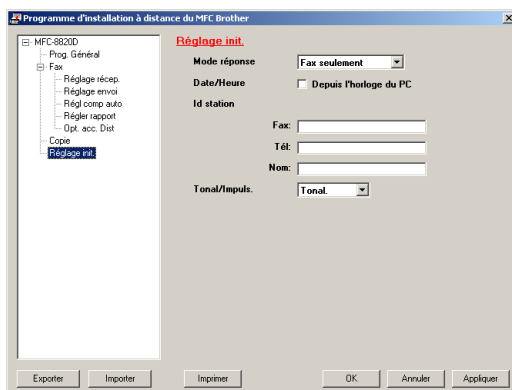 Programme d'installation à distance du MFC Brother
MFC-8820D
Prog. Général
Fax
Réglage récep.
Réglage envoi
Régl comp auto
Régler rapport
Opt. acc. Dist
Copie
Réglage init.
Réglage init.
Mode réponse Fax seulement
Date/Heure Depuis l'horloge du PC
Id station
Fax:
Tél:
Nom:
Tonal/Impuls. Tonal.
Exporter Importer Imprimer OK Annuler Appliquer